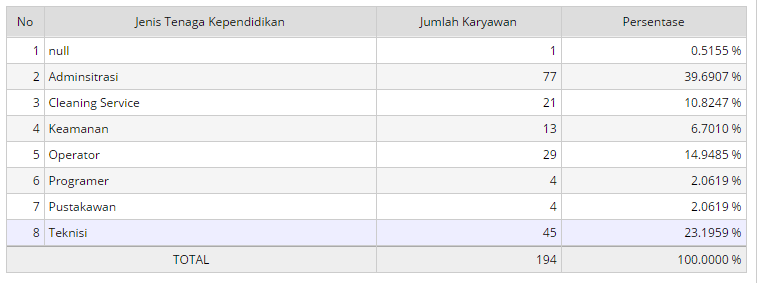 No Jenis Tenaga Kependidikan Jumlah Karyawan Persentase
1 null 1 0.5155 %
2 Adminsitrasi 77 39.6907 %
3 Cleaning Service 21 10.8247 %
4 Keamanan 13 6.7010 %
5 Operator 29 14.9485 %
6 Programer 4 2.0619 %
7 Pustakawan 4 2.0619 %
8 Teknisi 45 23.1959 %
TOTAL 194 100.0000 %